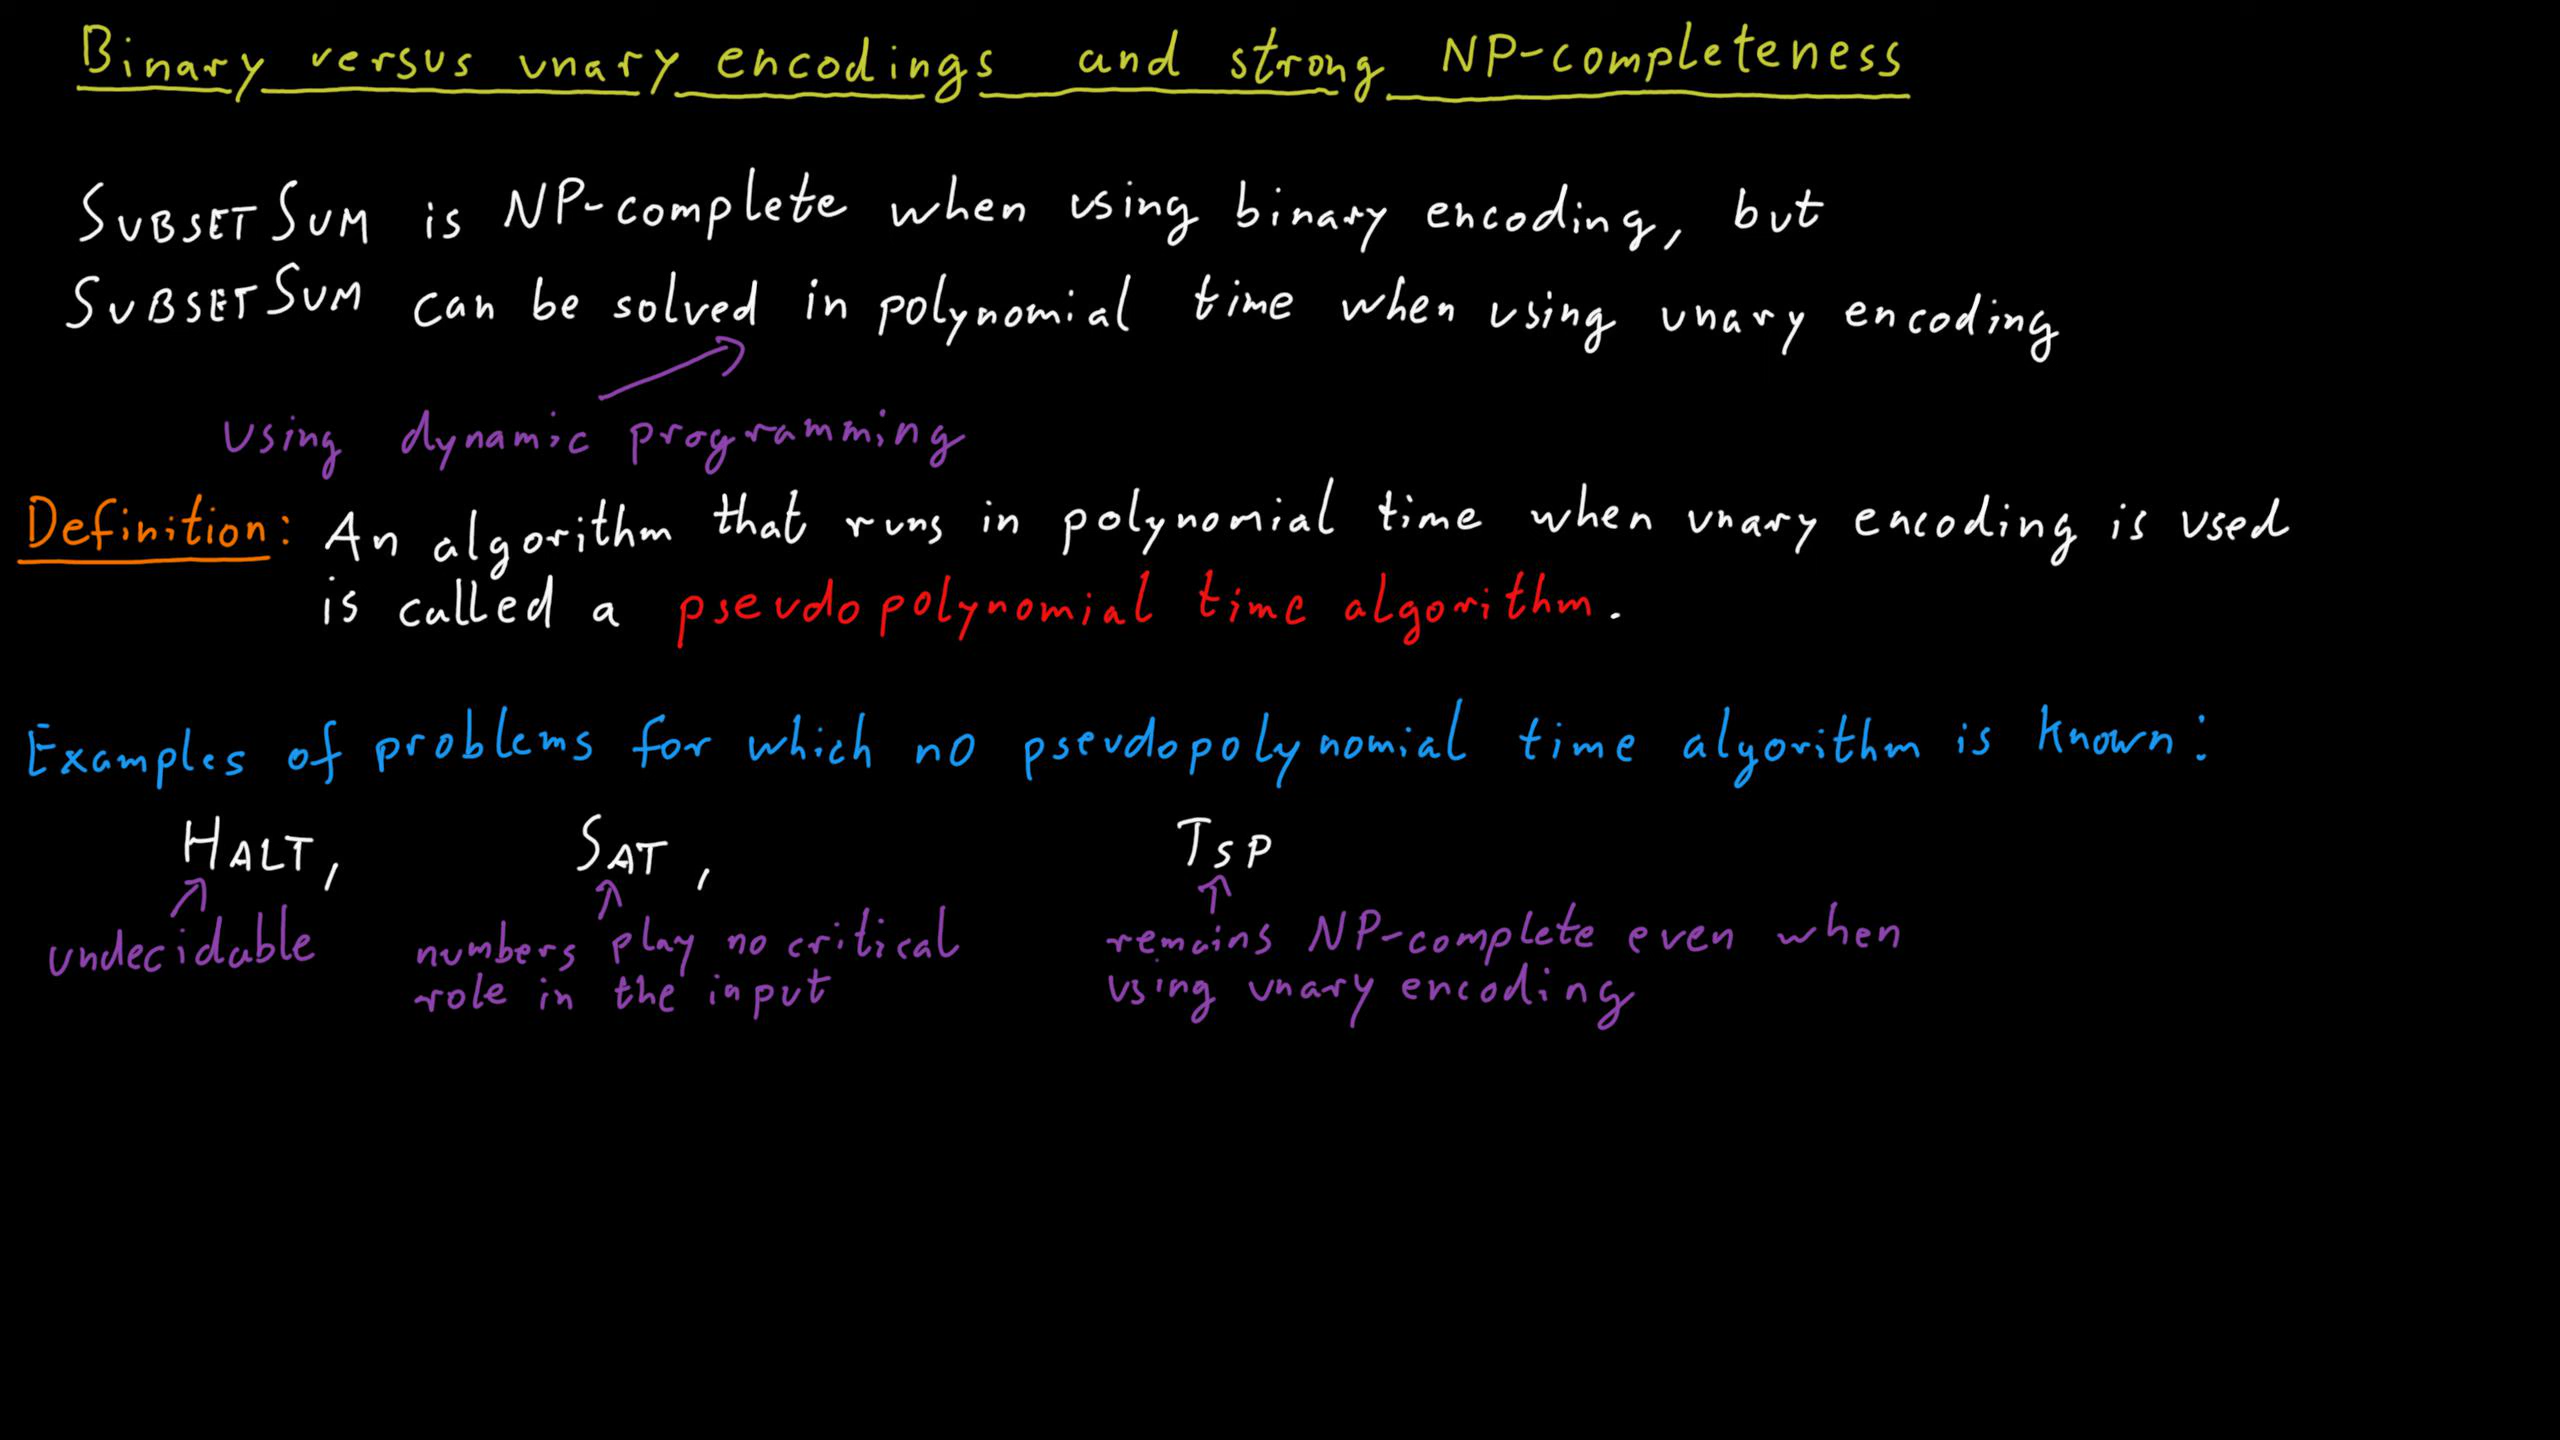 Binary versus unary encodings and strong NP-completeness
SUBSETSUM is NP-complete when using binary encoding, but
SUBSETSUM can be solved in polynomial time when using unary encoding
using dynamic programming
Definition: An algorithm that runs in polynomial time when unary encoding is used
is called a pseudopolynomial time algorithm.
Examples of problems for which no pseudopolynomial time algorithm is known:
HALT, SAT, TSP
undecidable numbers play no critical remains NP-complete even when
role in the input using unary encoding